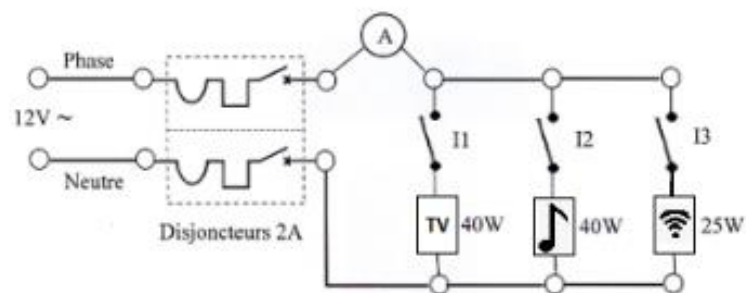 A
Phase
12V ~
I1
I2
I3
Neutre
TV
40W
40W
25W
Disjoncteurs 2A